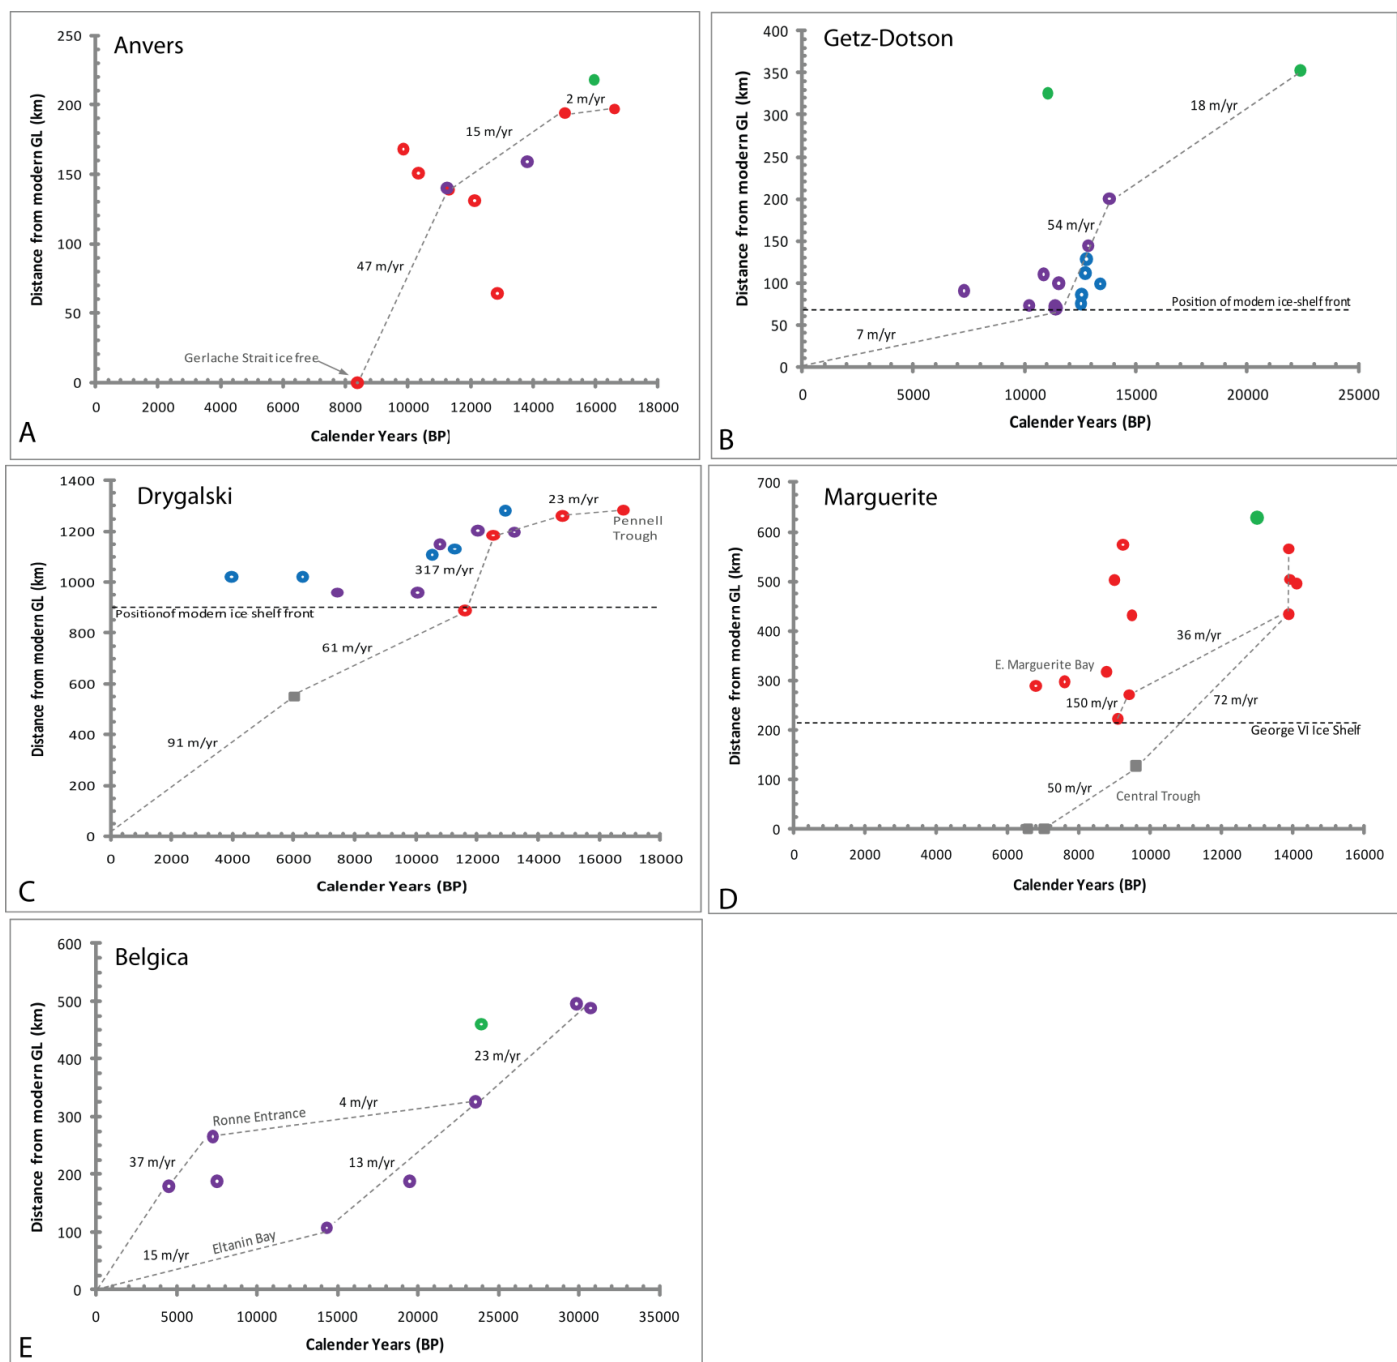 Anvers
250
200
150
100
50
0
Distance from modern GL (km)
2 m/yr
15 m/yr
47 m/yr
Gerlache Strait ice free
0 2000 4000 6000 8000 10000 12000 14000 16000 18000
Calender Years (BP)
A
Getz-Dotson
400
350
300
250
200
150
100
50
0
Distance from modern GL (km)
18 m/yr
54 m/yr
Position of modern ice-shelf front
7 m/yr
0 5000 10000 15000 20000 25000
Calender Years (BP)
B
Drygalski
1400
1200
1000
800
600
400
200
0
Distance from modern GL (km)
23 m/yr
Pennell
Trough
317 m/yr
Position of modern ice shelf front
61 m/yr
91 m/yr
0 2000 4000 6000 8000 10000 12000 14000 16000 18000
Calender Years (BP)
C
Marguerite
700
600
500
400
300
200
100
0
Distance from modern GL (km)
36 m/yr
E. Marguerite Bay
150 m/yr
72 m/yr
George VI Ice Shelf
50 m/yr
Central Trough
0 2000 4000 6000 8000 10000 12000 14000 16000
Calender Years (BP)
D
Belgica
600
500
400
300
200
100
0
Distance from modern GL (km)
23 m/yr
4 m/yr
Ronne Entrance
37 m/yr
13 m/yr
Eltanin Bay
15 m/yr
0 5000 10000 15000 20000 25000 30000 35000
Calender Years (BP)
E